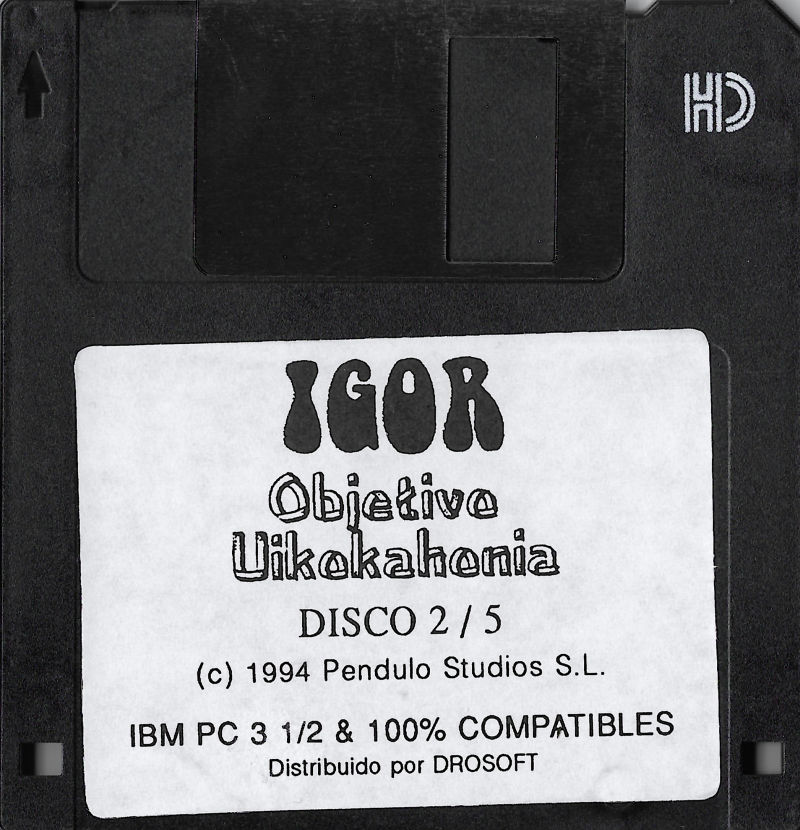 HD
IGOR
Objetivo
Uikokahonia
DISCO 2 / 5
(c) 1994 Pendulo Studios S.L.
IBM PC 3 1/2 & 100% COMPATIBLES
Distribuido por DROSOFT